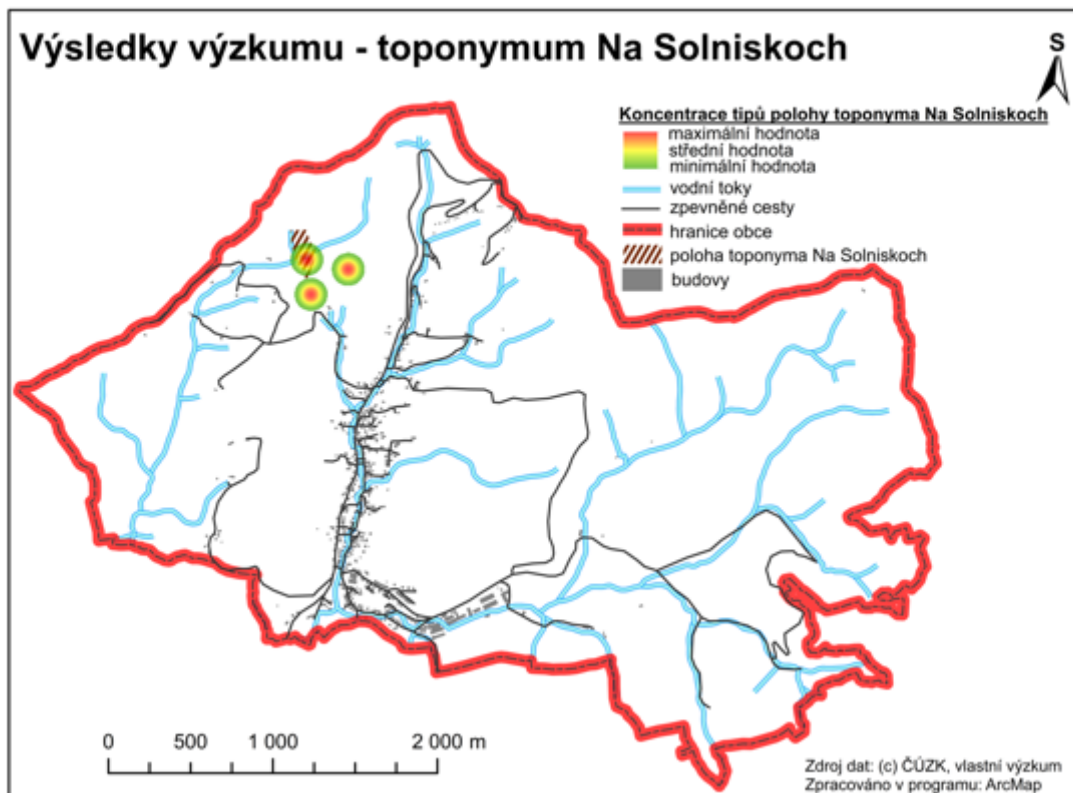 Výsledky výzkumu - toponymum Na Solniskoch
S
Koncentrace tipů polohy toponyma Na Solniskoch
maximální hodnota
střední hodnota
minimální hodnota
vodní toky
zpevněné cesty
hranice obce
poloha toponyma Na Solniskoch
budovy
0 500 1 000 2 000 m
Zdroj dat: (c) ČÚZK, vlastní výzkum
Zpracováno v programu: ArcMap